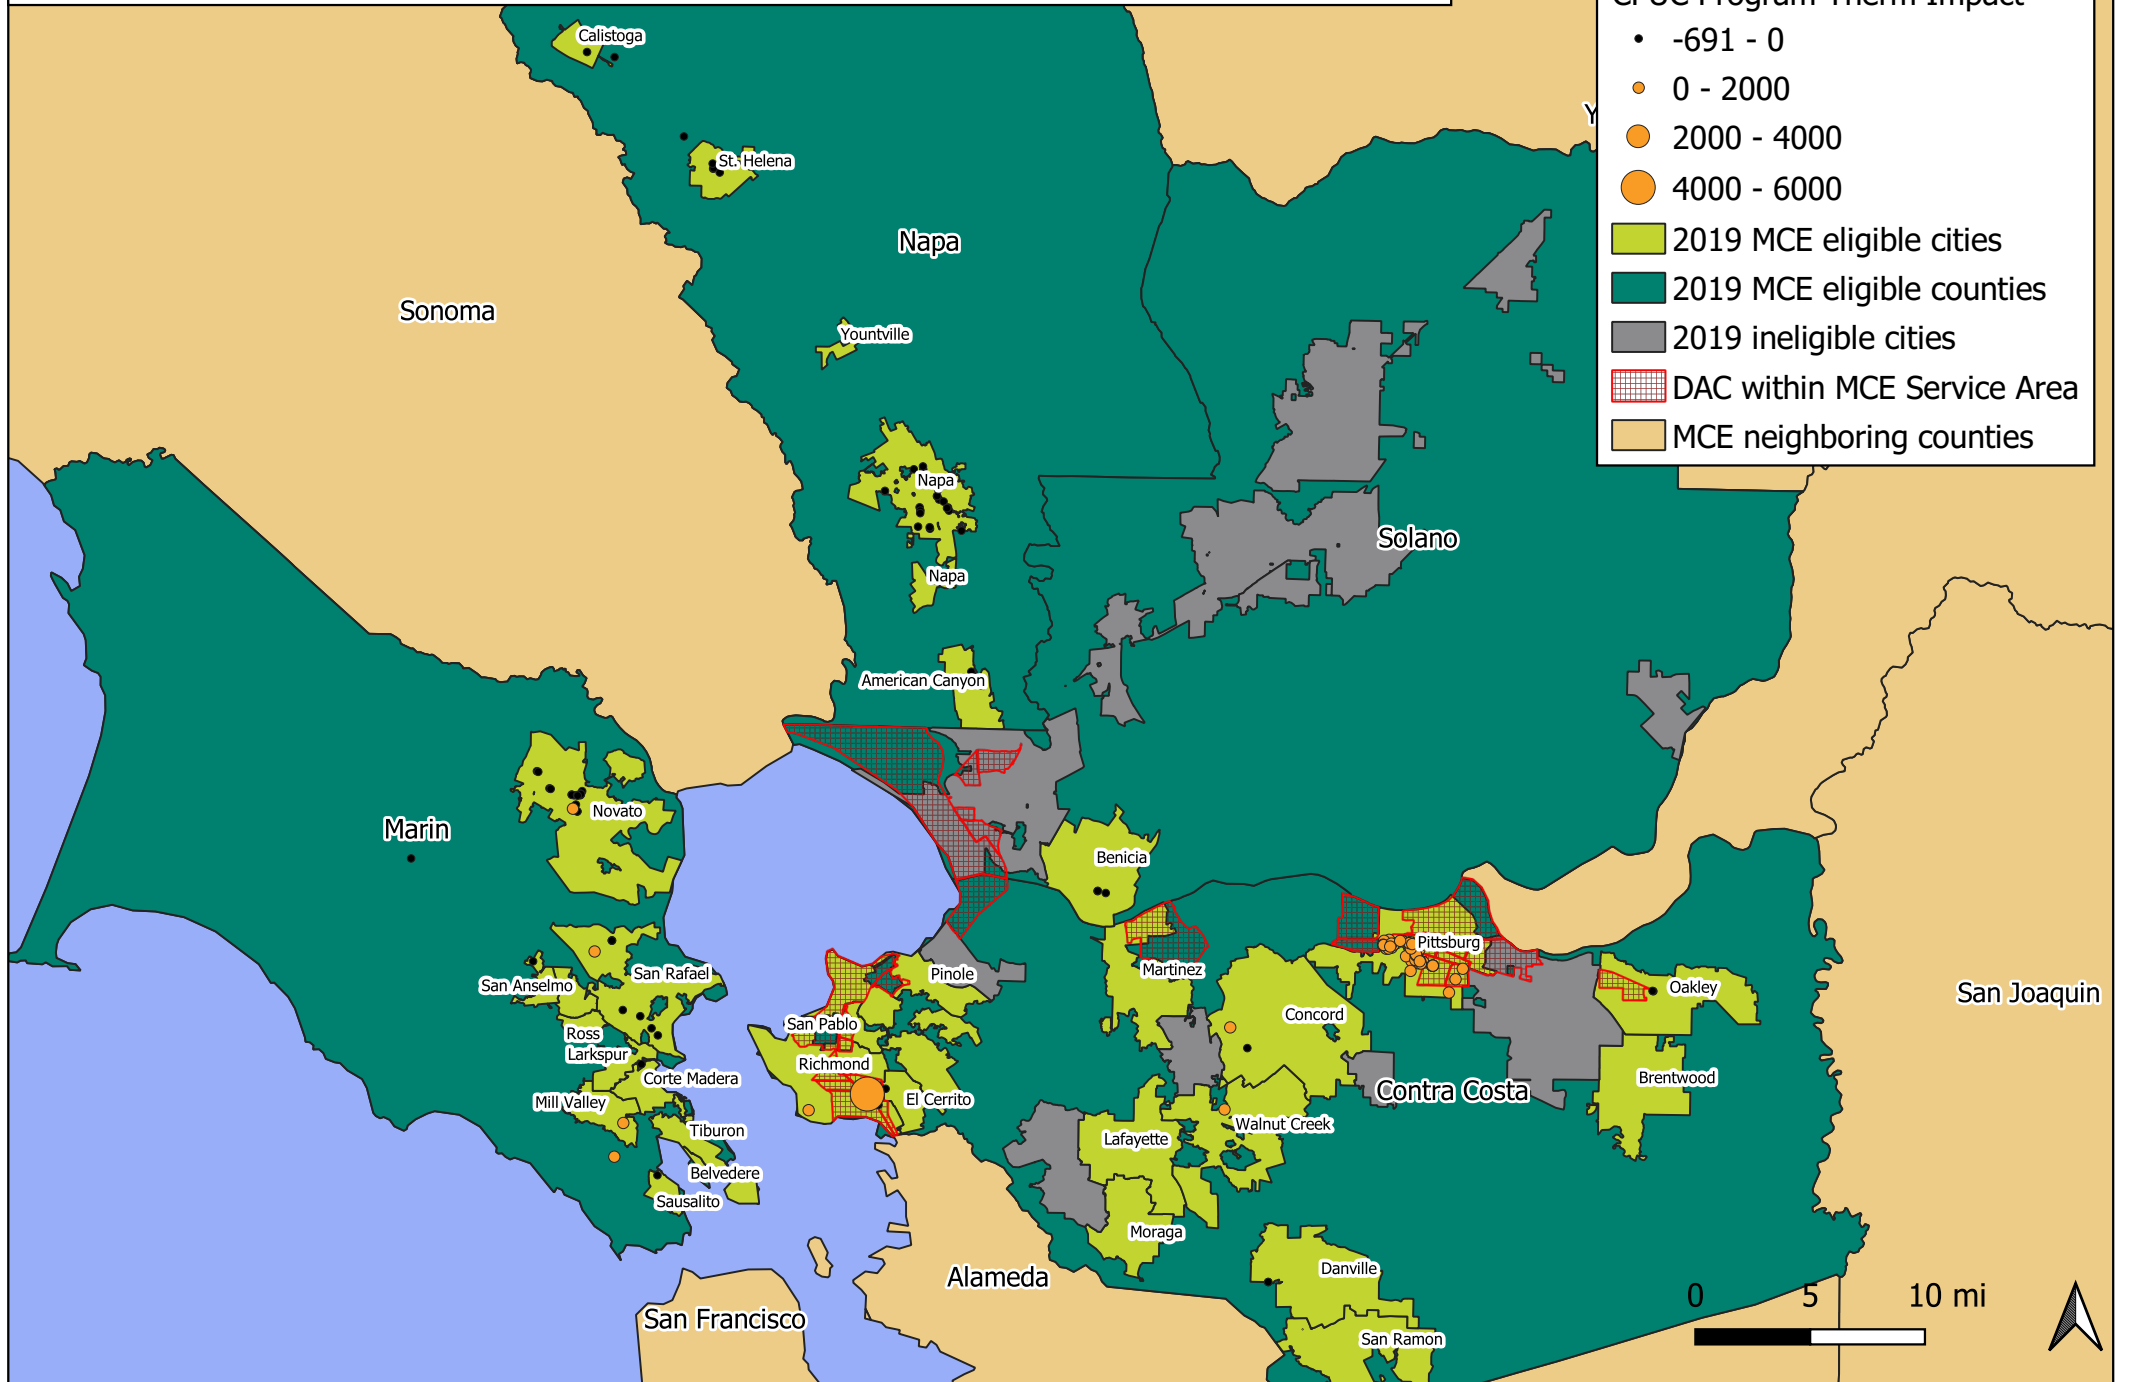 CPUC Program Therm Impact
-691 - 0
0 - 2000
2000 - 4000
4000 - 6000
2019 MCE eligible cities
2019 MCE eligible counties
2019 ineligible cities
DAC within MCE Service Area
MCE neighboring counties
Calistoga
Y
St. Helena
Napa
Sonoma
Yountville
Napa
Solano
Napa
American Canyon
Novato
Marin
Benicia
Pittsburg
San Rafael
Pinole
Martinez
San Anselmo
Oakley
San Joaquin
Concord
San Pablo
Ross
Larkspur
Richmond
Corte Madera
Brentwood
Contra Costa
El Cerrito
Mill Valley
Walnut Creek
Tiburon
Lafayette
Belvedere
Sausalito
Moraga
Danville
Alameda
0 5 10 mi
San Francisco
San Ramon